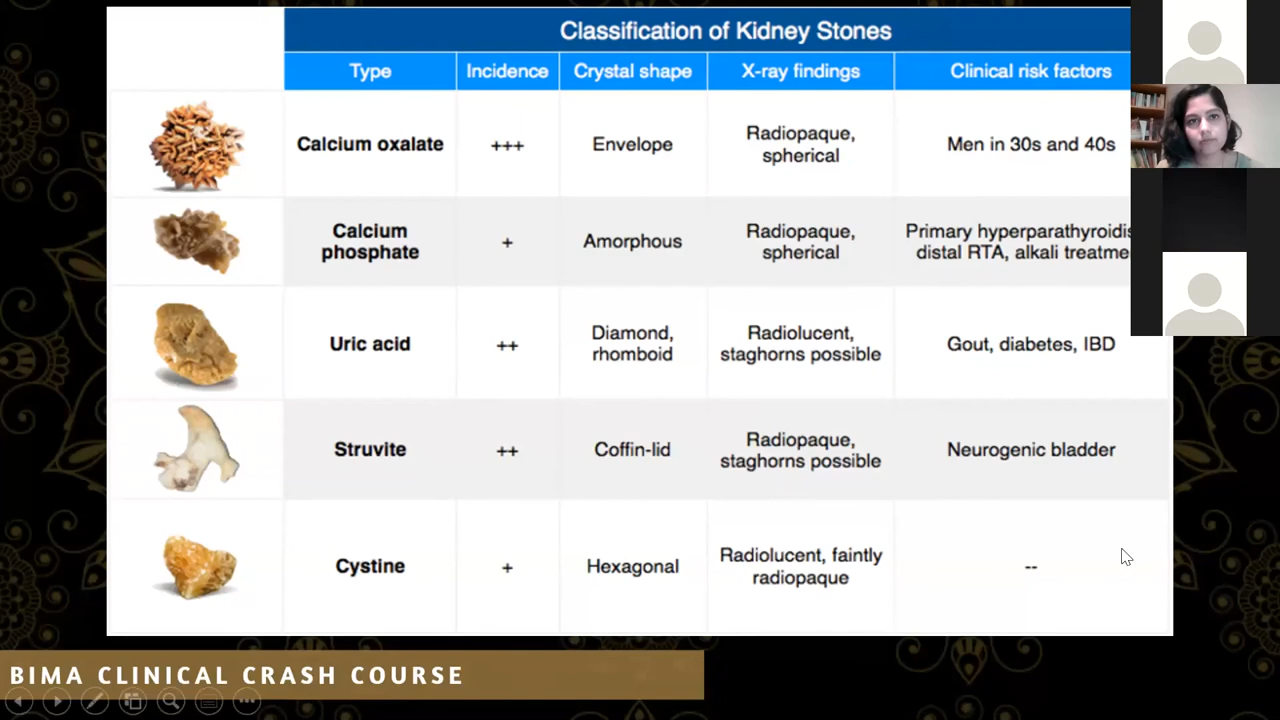 Classification of Kidney Stones
Type Incidence Crystal shape X-ray findings Clinical risk factors
Calcium oxalate +++ Envelope Radiopaque, spherical Men in 30s and 40s
Calcium phosphate + Amorphous Radiopaque, spherical Primary hyperparathyroidis distal RTA, alkali treatme
Uric acid ++ Diamond, rhomboid Radiolucent, staghorns possible Gout, diabetes, IBD
Struvite ++ Coffin-lid Radiopaque, staghorns possible Neurogenic bladder
Cystine + Hexagonal Radiolucent, faintly radiopaque --
BIMA CLINICAL CRASH COURSE